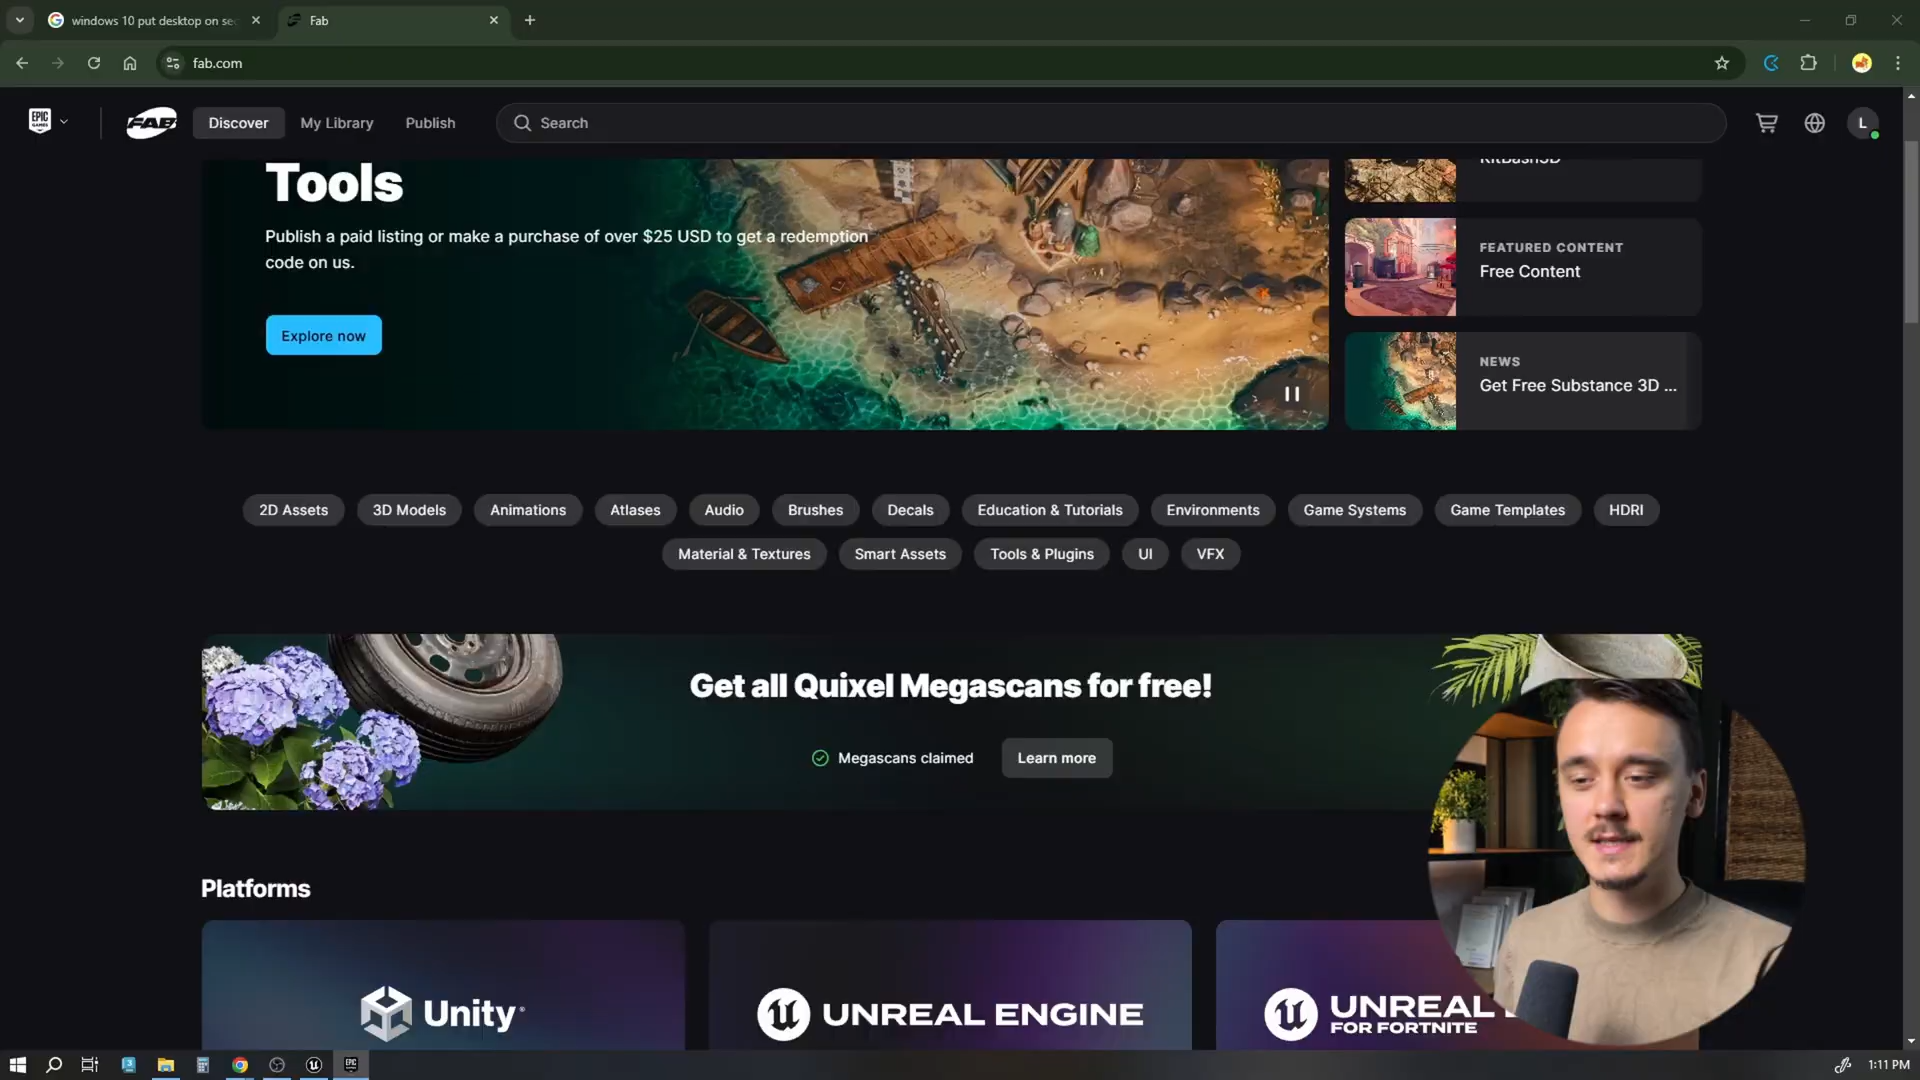 windows 10 put desktop on sec
Fab
fab.com
EPIC GAMES
FAB
Discover
My Library
Publish
Search
L
Tools
Publish a paid listing or make a purchase of over $25 USD to get a redemption
code on us.
Explore now
KitBash3D
FEATURED CONTENT
Free Content
NEWS
Get Free Substance 3D ...
2D Assets
3D Models
Animations
Atlases
Audio
Brushes
Decals
Education & Tutorials
Environments
Game Systems
Game Templates
HDRI
Material & Textures
Smart Assets
Tools & Plugins
UI
VFX
Get all Quixel Megascans for free!
Megascans claimed
Learn more
Platforms
Unity
UNREAL ENGINE
UNREAL
FOR FORTNITE
1:11 PM